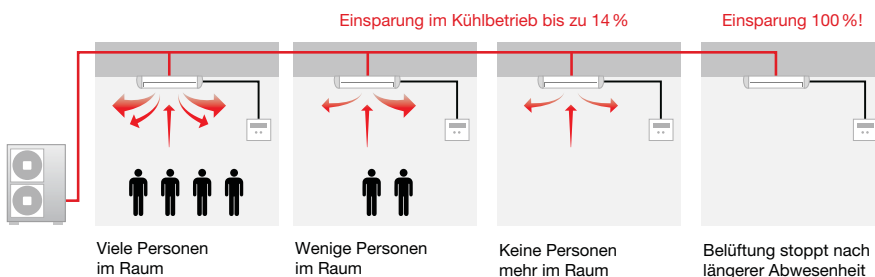 Einsparung im Kühlbetrieb bis zu 14 %
Einsparung 100 %!
Viele Personen
im Raum
Wenige Personen
im Raum
Keine Personen
mehr im Raum
Belüftung stoppt nach
längerer Abwesenheit